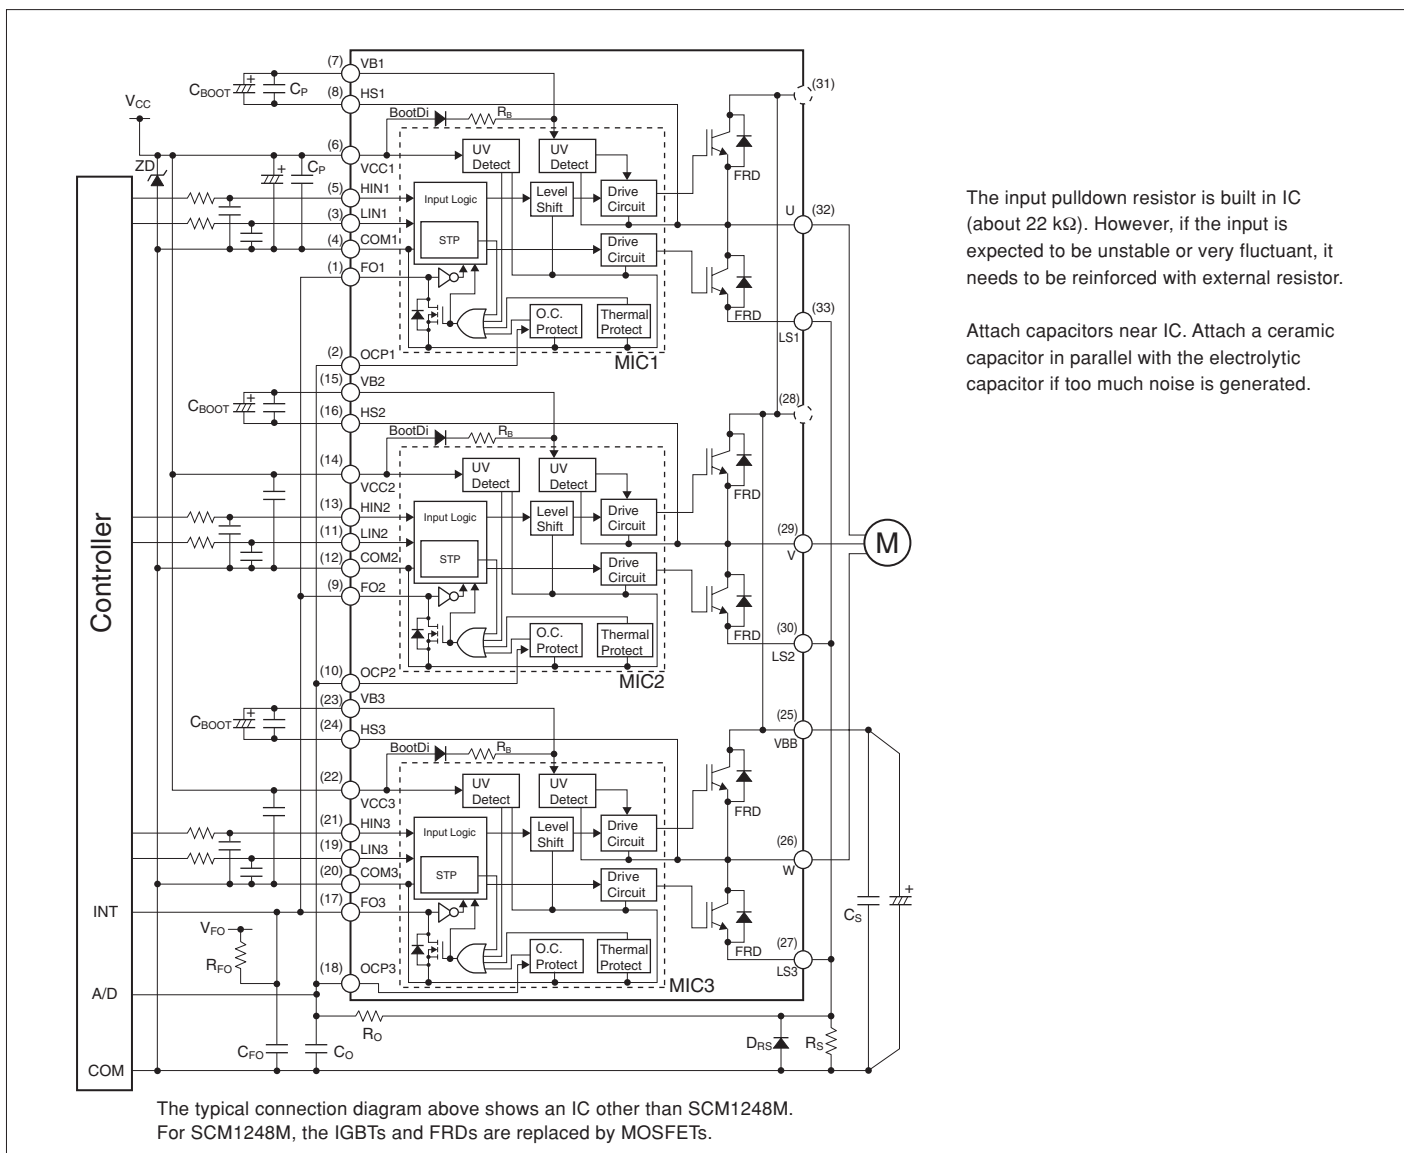 (7) VB1
CBOOT + CP
(8) HS1
VCC
BootDi RB
(31)
(6) VCC1
ZD
+ CP
UV Detect
UV Detect
FRD
(5) HIN1
Input Logic
Level Shift
Drive Circuit
(3) LIN1
U (32)
STP
(4) COM1
Drive Circuit
(1) FO1
FRD
O.C. Protect
Thermal Protect
(33)
LS1
(2) OCP1
MIC1
(15) VB2
CBOOT +
(16) HS2
(28)
BootDi RB
(14) VCC2
UV Detect
UV Detect
FRD
(13) HIN2
Input Logic
Level Shift
Drive Circuit
(11) LIN2
(29)
V
M
STP
(12) COM2
Drive Circuit
(9) FO2
FRD
O.C. Protect
Thermal Protect
(30)
LS2
(10) OCP2
MIC2
(23) VB3
CBOOT +
(24) HS3
(25)
VBB
BootDi RB
(22) VCC3
UV Detect
UV Detect
FRD
(21) HIN3
Input Logic
Level Shift
Drive Circuit
(19) LIN3
(26)
W
STP
(20) COM3
Drive Circuit
(17) FO3
FRD
O.C. Protect
Thermal Protect
(27)
LS3
(18) OCP3
MIC3
CS
+
Controller
INT
VFO
RFO
A/D
RO
CFO
CO
DRS
RS
COM
The typical connection diagram above shows an IC other than SCM1248M.
For SCM1248M, the IGBTs and FRDs are replaced by MOSFETs.
The input pulldown resistor is built in IC
(about 22 kΩ). However, if the input is
expected to be unstable or very fluctuant, it
needs to be reinforced with external resistor.
Attach capacitors near IC. Attach a ceramic
capacitor in parallel with the electrolytic
capacitor if too much noise is generated.